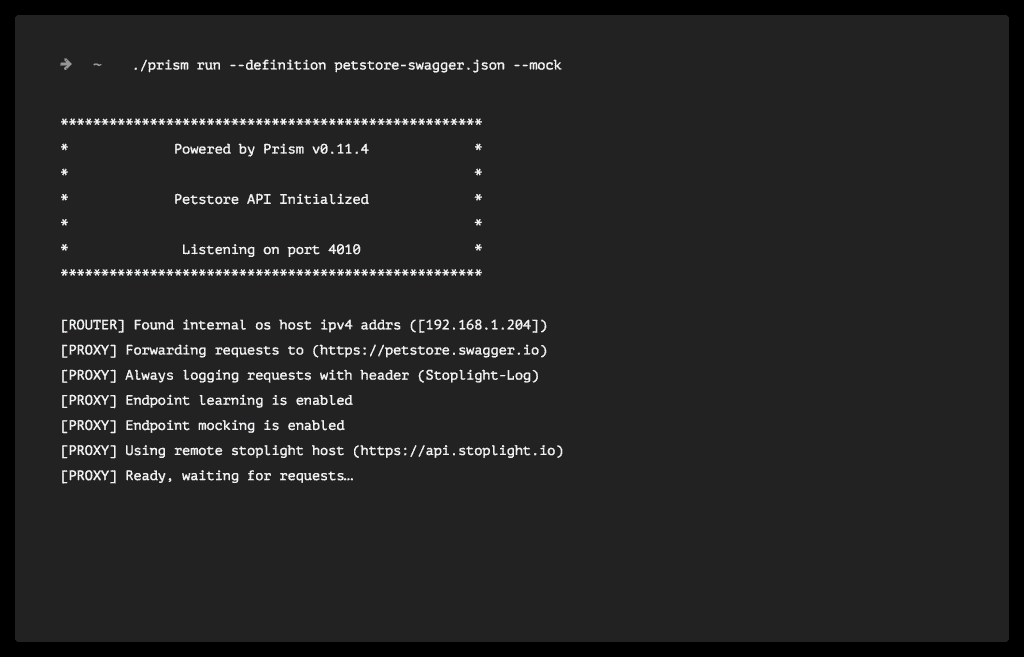 ➔ ~ ./prism run --definition petstore-swagger.json --mock
****************************************************
* Powered by Prism v0.11.4 *
* *
* Petstore API Initialized *
* *
* Listening on port 4010 *
****************************************************
[ROUTER] Found internal os host ipv4 addrs ([192.168.1.204])
[PROXY] Forwarding requests to (https://petstore.swagger.io)
[PROXY] Always logging requests with header (Stoplight-Log)
[PROXY] Endpoint learning is enabled
[PROXY] Endpoint mocking is enabled
[PROXY] Using remote stoplight host (https://api.stoplight.io)
[PROXY] Ready, waiting for requests…